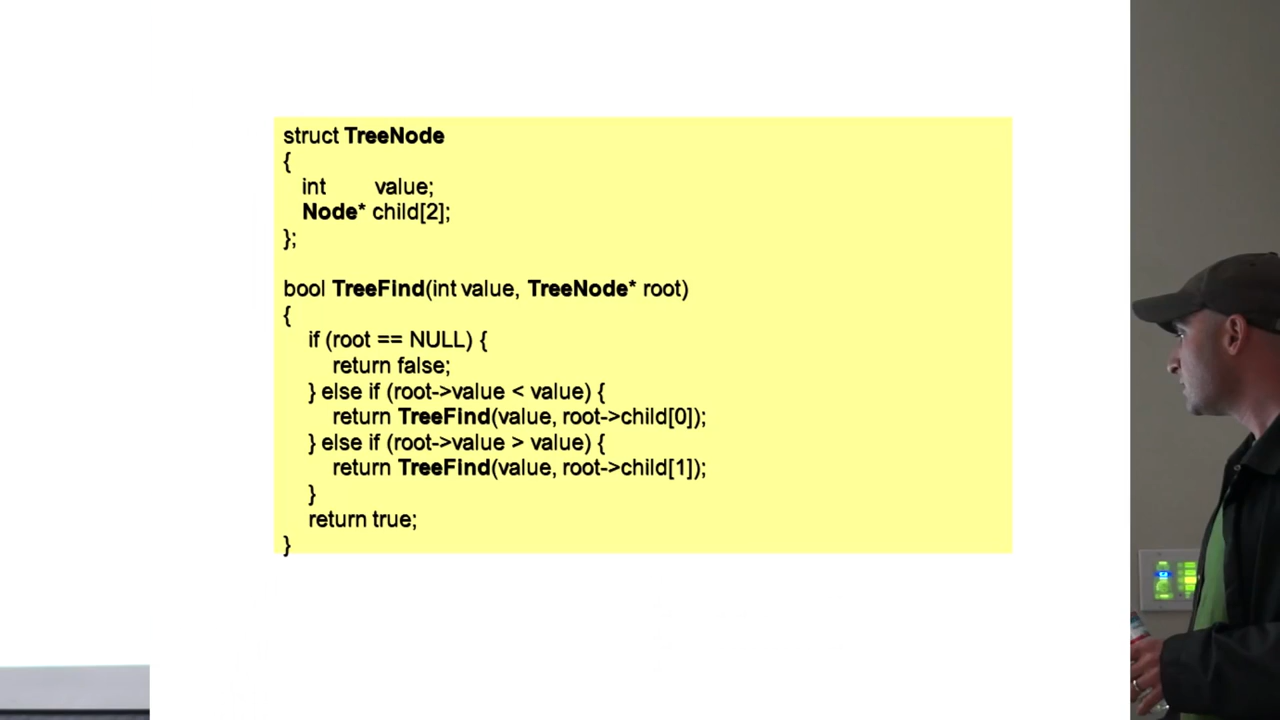 struct TreeNode
{
int value;
Node* child[2];
};
bool TreeFind(int value, TreeNode* root)
{
if (root == NULL) {
return false;
} else if (root->value < value) {
return TreeFind(value, root->child[0]);
} else if (root->value > value) {
return TreeFind(value, root->child[1]);
}
return true;
}